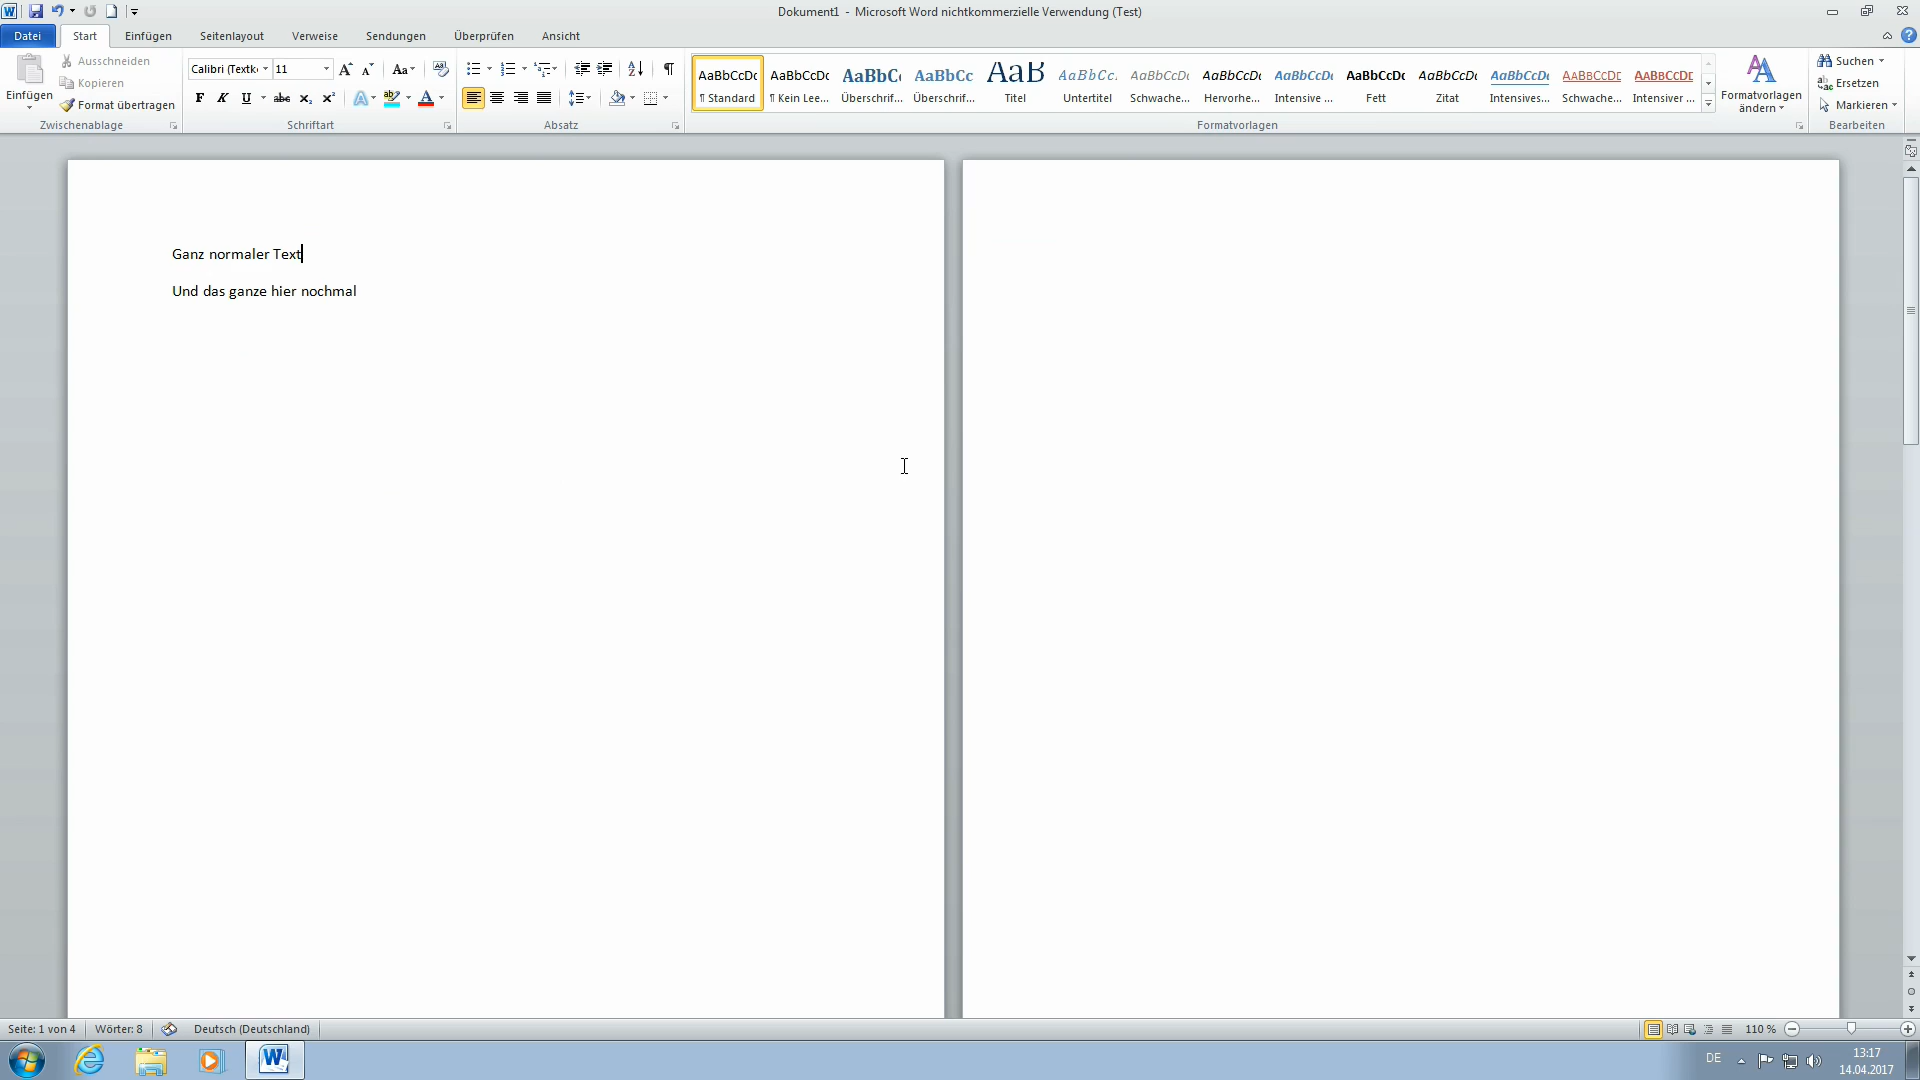 Dokument1 - Microsoft Word nichtkommerzielle Verwendung (Test)
Datei Start Einfügen Seitenlayout Verweise Sendungen Überprüfen Ansicht
Einfügen
Ausschneiden
Kopieren
Format übertragen
Zwischenablage
Calibri (Textk 11
F K U abc x₂ x²
Schriftart
Absatz
AaBbCcDc AaBbCcDc AaBbC AaBbCc AaB AaBbCc. AaBbCcDc AaBbCcDc AaBbCcDc AaBbCcDc AaBbCcDc AaBbCcDc AABBCCDE AABBCCDE
¶ Standard ¶ Kein Lee... Überschrif... Überschrif... Titel Untertitel Schwache... Hervorhe... Intensive ... Fett Zitat Intensives... Schwache... Intensiver ...
Formatvorlagen
Formatvorlagen ändern
Suchen
Ersetzen
Markieren
Bearbeiten
Ganz normaler Text
Und das ganze hier nochmal
Seite: 1 von 4 Wörter: 8 Deutsch (Deutschland) 110 %
DE 13:17
14.04.2017